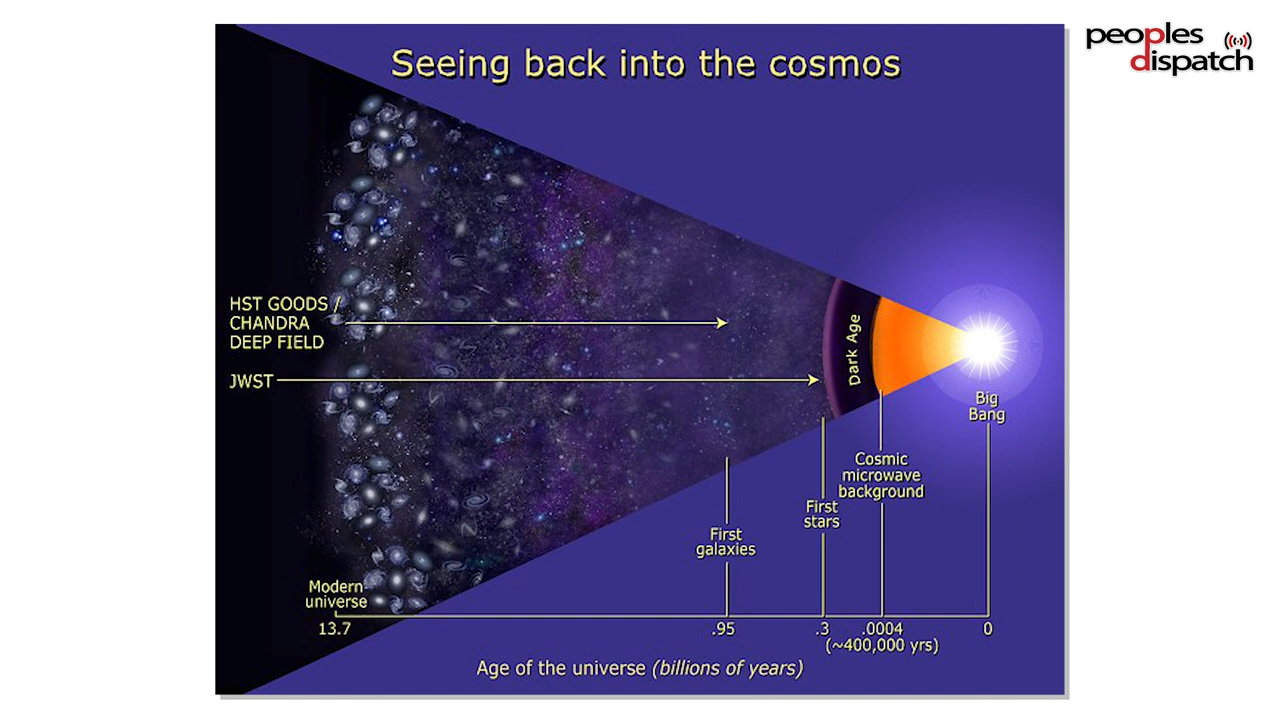 peoples
dispatch
Seeing back into the cosmos
HST GOODS /
CHANDRA
DEEP FIELD
JWST
Dark Age
Big
Bang
Cosmic
microwave
background
First
stars
First
galaxies
Modern
universe
13.7
.95
.3
.0004
0
(~400,000 yrs)
Age of the universe (billions of years)